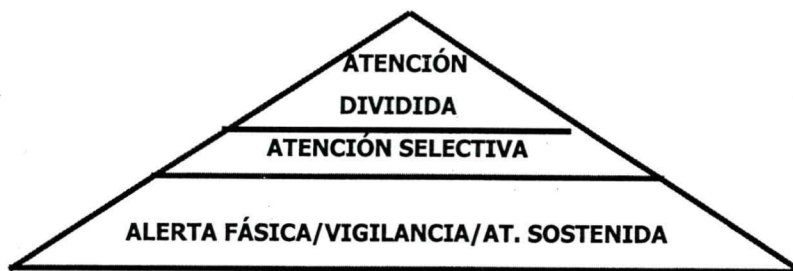 ATENCIÓN
DIVIDIDA
ATENCIÓN SELECTIVA
ALERTA FÁSICA/VIGILANCIA/AT. SOSTENIDA